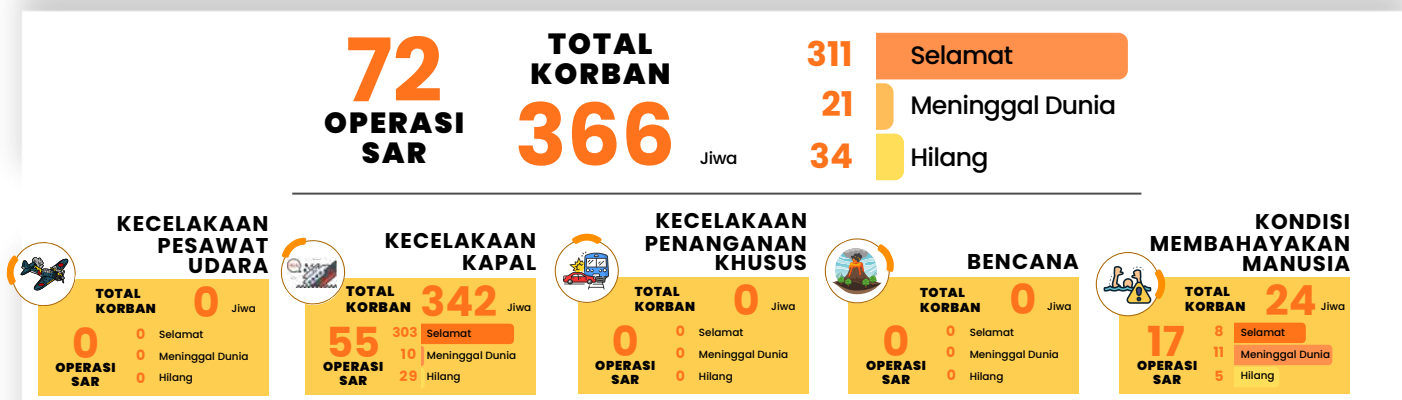 72
OPERASI
SAR
TOTAL
KORBAN
366
Jiwa
311 Selamat
21 Meninggal Dunia
34 Hilang
KECELAKAAN
PESAWAT
UDARA
TOTAL
KORBAN
0 Jiwa
0
OPERASI
SAR
0 Selamat
0 Meninggal Dunia
0 Hilang
KECELAKAAN
KAPAL
TOTAL
KORBAN
342 Jiwa
55
OPERASI
SAR
303 Selamat
10 Meninggal Dunia
29 Hilang
KECELAKAAN
PENANGANAN
KHUSUS
TOTAL
KORBAN
0 Jiwa
0
OPERASI
SAR
0 Selamat
0 Meninggal Dunia
0 Hilang
BENCANA
TOTAL
KORBAN
0 Jiwa
0
OPERASI
SAR
0 Selamat
0 Meninggal Dunia
0 Hilang
KONDISI
MEMBAHAYAKAN
MANUSIA
TOTAL
KORBAN
24 Jiwa
17
OPERASI
SAR
8 Selamat
11 Meninggal Dunia
5 Hilang